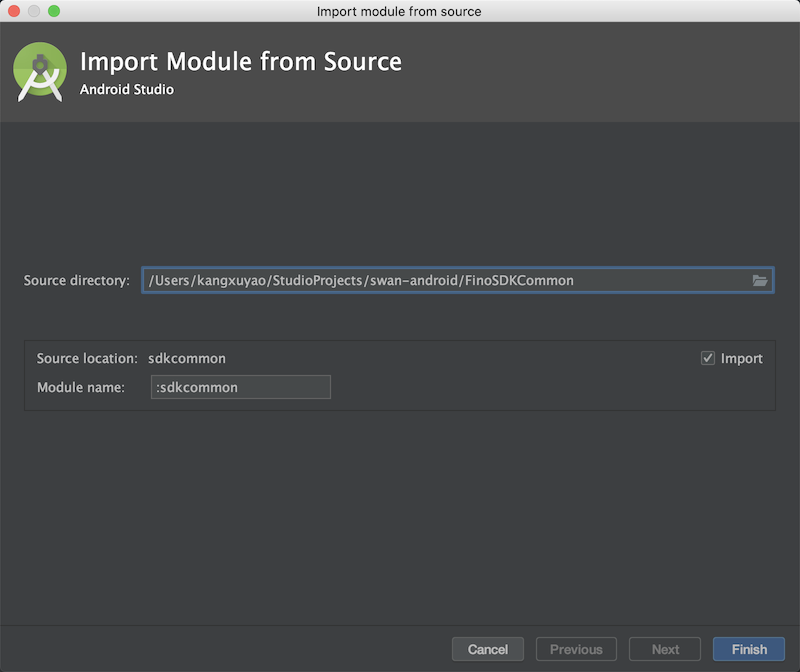 Import module from source
Import Module from Source
Android Studio
Source directory: /Users/kangxuyao/StudioProjects/swan-android/FinoSDKCommon
Source location: sdkcommon Import
Module name: :sdkcommon
Cancel Previous Next Finish